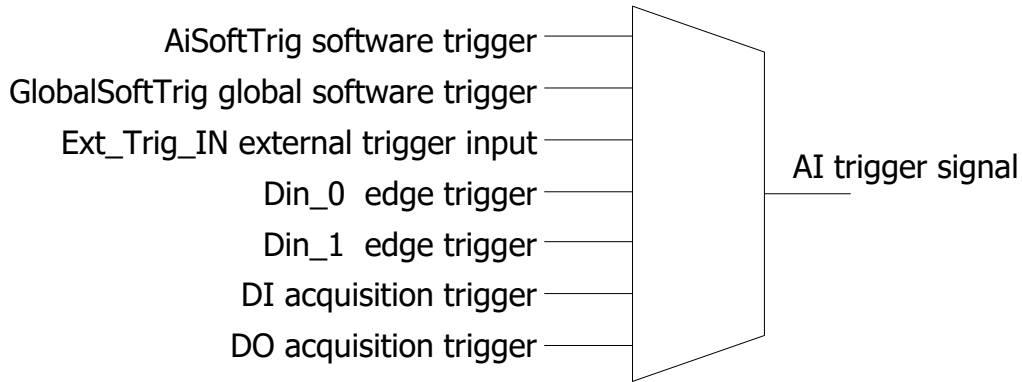 AiSoftTrig software trigger
GlobalSoftTrig global software trigger
Ext_Trig_IN external trigger input
Din_0 edge trigger
Din_1 edge trigger
DI acquisition trigger
DO acquisition trigger
AI trigger signal